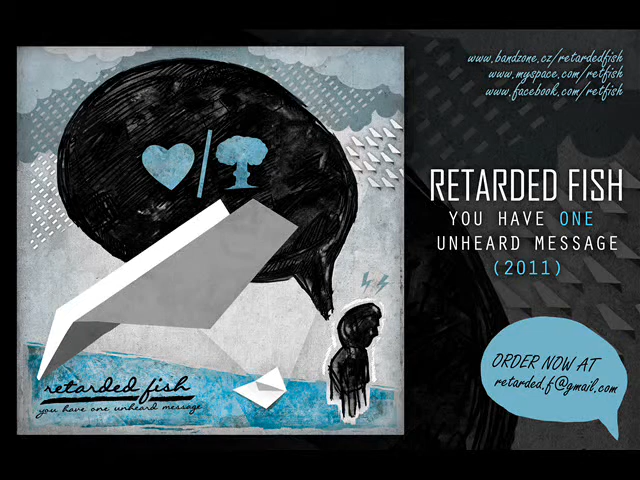 www.bandzone.cz/retardedfish
www.myspace.com/retfish
www.facebook.com/retfish
RETARDED FISH
YOU HAVE ONE
UNHEARD MESSAGE
(2011)
ORDER NOW AT
retarded.f@gmail.com
retarded fish
you have one unheard message